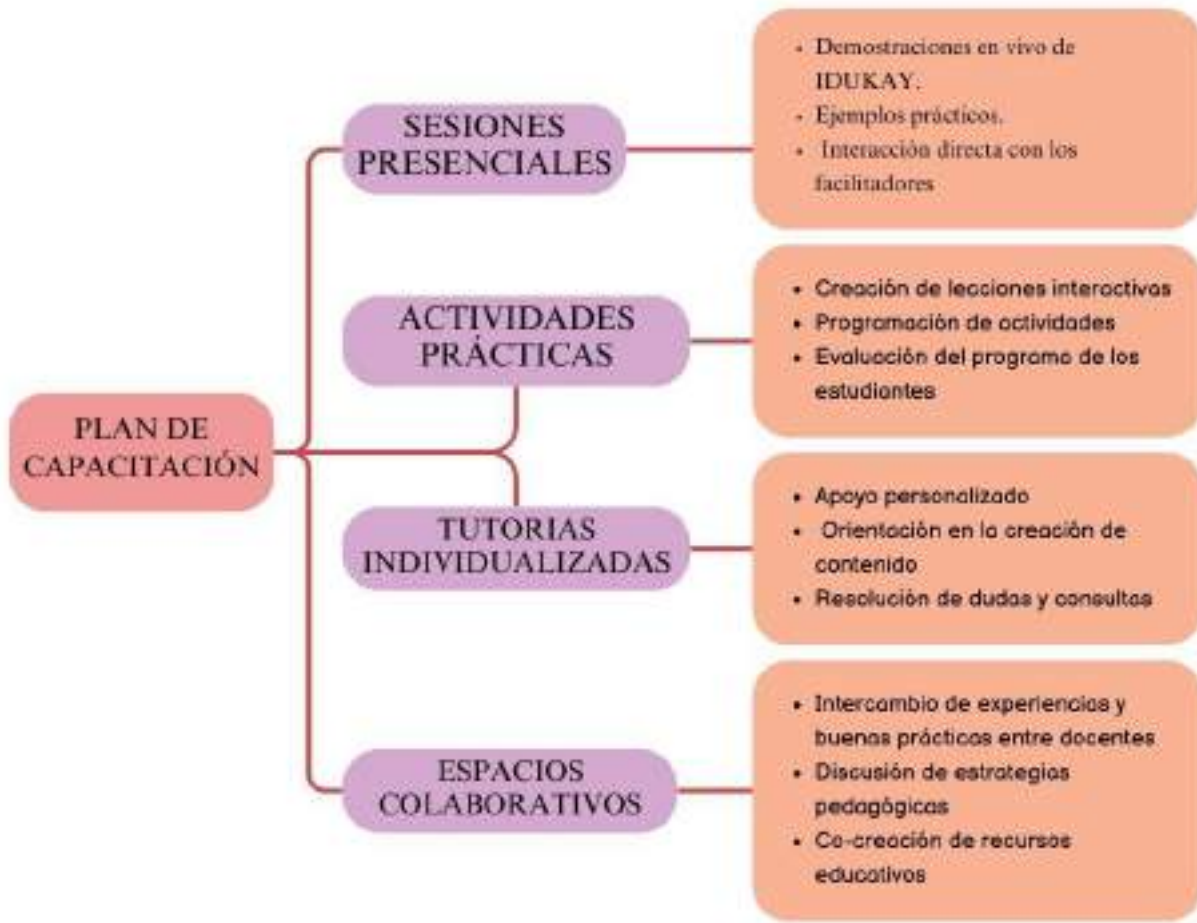 PLAN DE
CAPACITACIÓN
SESIONES
PRESENCIALES
• Demostraciones en vivo de
IDUKAY.
• Ejemplos prácticos.
• Interacción directa con los
facilitadores
ACTIVIDADES
PRÁCTICAS
• Creación de lecciones interactivas
• Programación de actividades
• Evaluación del programa de los
estudiantes
TUTORIAS
INDIVIDUALIZADAS
• Apoyo personalizado
• Orientación en la creación de
contenido
• Resolución de dudas y consultas
ESPACIOS
COLABORATIVOS
• Intercambio de experiencias y
buenas prácticas entre docentes
• Discusión de estrategias
pedagógicas
• Co-creación de recursos
educativos